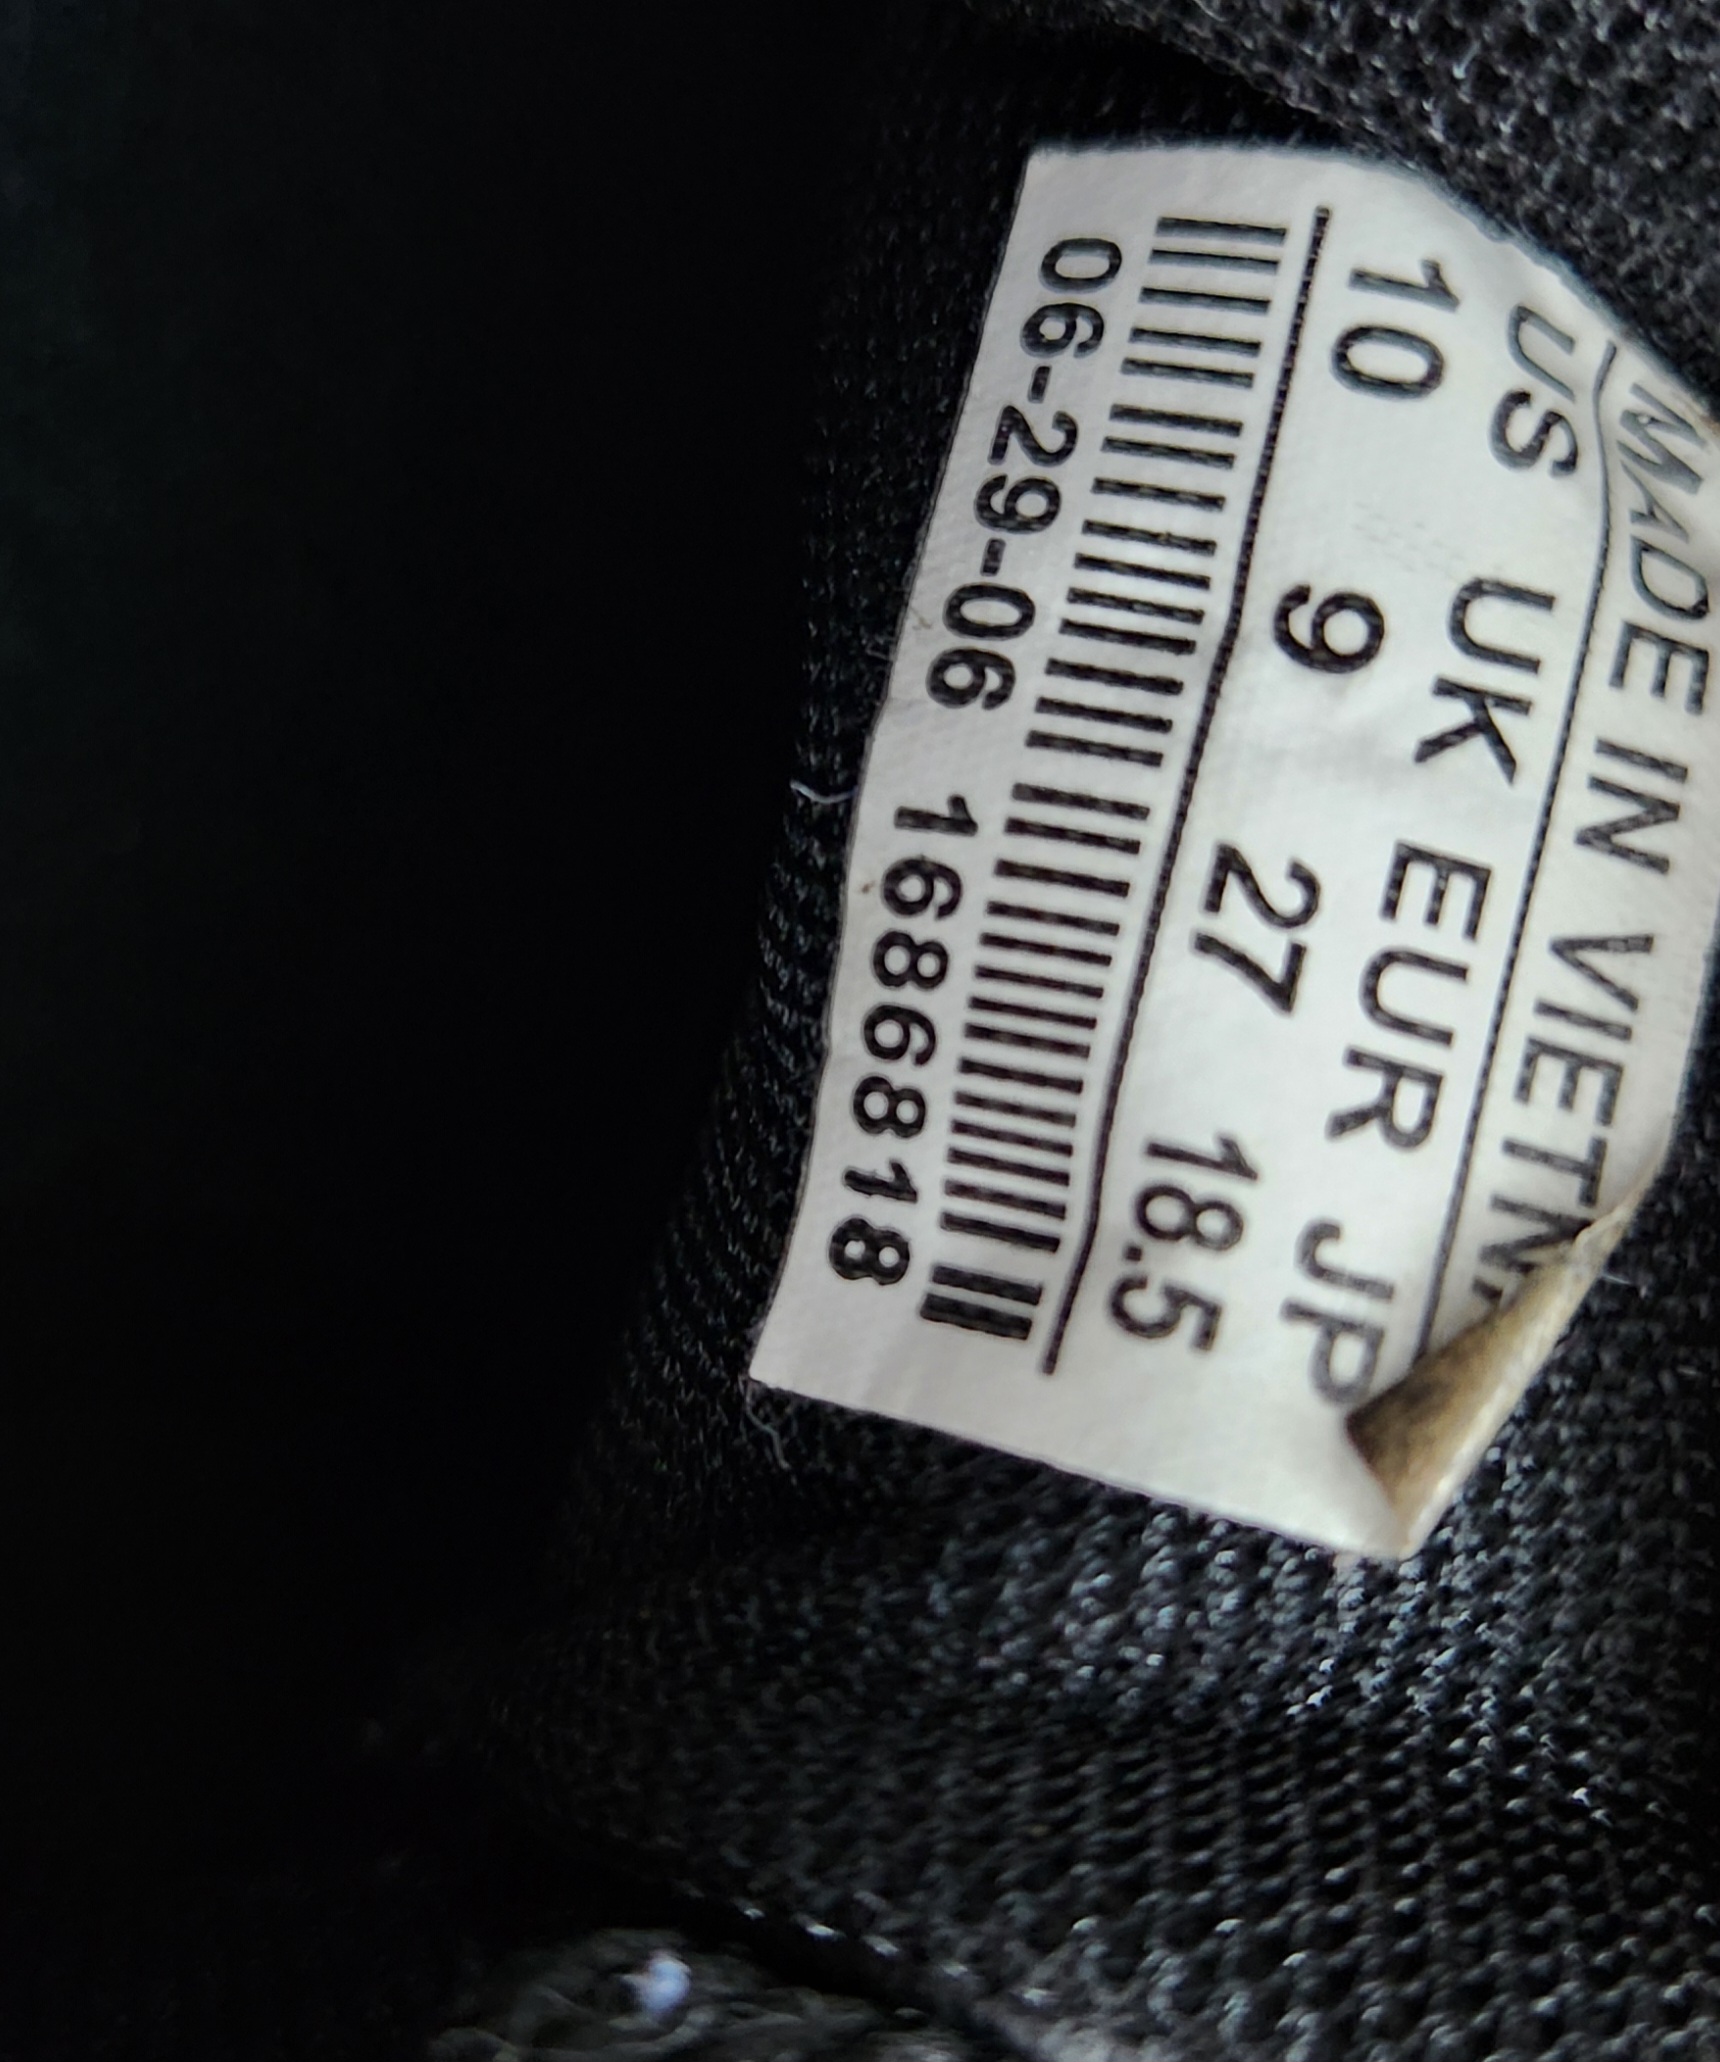 MADE IN VIETN
US UK EUR JP
10 9 27 18.5
06-29-06 1686818